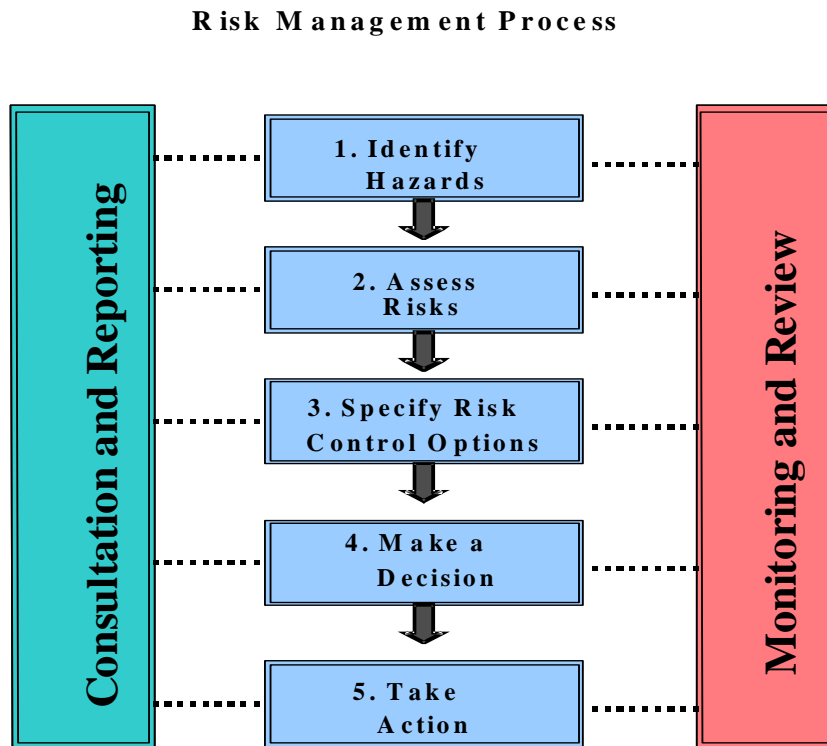 Risk Management Process
Consultation and Reporting
1. Identify
Hazards
2. Assess
Risks
3. Specify Risk
Control Options
4. Make a
Decision
5. Take
Action
Monitoring and Review